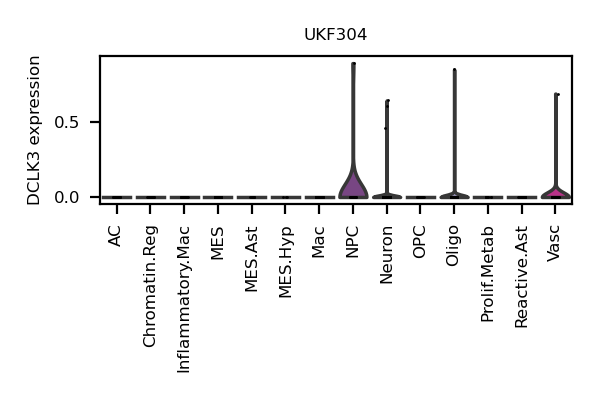 UKF304
DCLK3 expression
0.5
0.0
AC
Chromatin.Reg
Inflammatory.Mac
MES
MES.Ast
MES.Hyp
Mac
NPC
Neuron
OPC
Oligo
Prolif.Metab
Reactive.Ast
Vasc